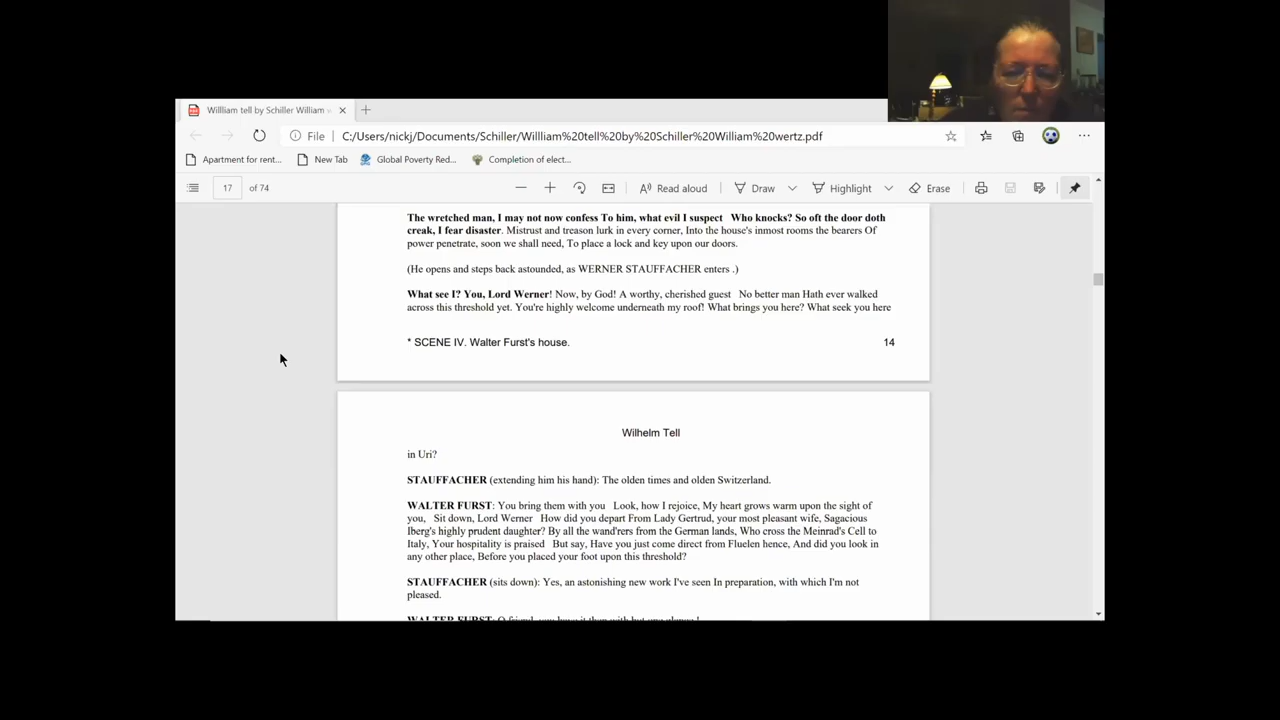 Willliam tell by Schiller William w
File C:/Users/nickj/Documents/Schiller/Willliam%20tell%20by%20Schiller%20William%20wertz.pdf
Apartment for rent... New Tab Global Poverty Red... Completion of elect...
17 of 74 Read aloud Draw Highlight Erase
The wretched man, I may not now confess To him, what evil I suspect Who knocks? So oft the door doth
creak, I fear disaster. Mistrust and treason lurk in every corner, Into the house's inmost rooms the bearers Of
power penetrate, soon we shall need, To place a lock and key upon our doors.
(He opens and steps back astounded, as WERNER STAUFFACHER enters .)
What see I? You, Lord Werner! Now, by God! A worthy, cherished guest No better man Hath ever walked
across this threshold yet. You're highly welcome underneath my roof! What brings you here? What seek you here
* SCENE IV. Walter Furst's house. 14
Wilhelm Tell
in Uri?
STAUFFACHER (extending him his hand): The olden times and olden Switzerland.
WALTER FURST: You bring them with you Look, how I rejoice, My heart grows warm upon the sight of
you, Sit down, Lord Werner How did you depart From Lady Gertrud, your most pleasant wife, Sagacious
Iberg's highly prudent daughter? By all the wand'rers from the German lands, Who cross the Meinrad's Cell to
Italy, Your hospitality is praised But say, Have you just come direct from Fluelen hence, And did you look in
any other place, Before you placed your foot upon this threshold?
STAUFFACHER (sits down): Yes, an astonishing new work I've seen In preparation, with which I'm not
pleased.
WALTER FURST: O friend, you have it then with but one glance !